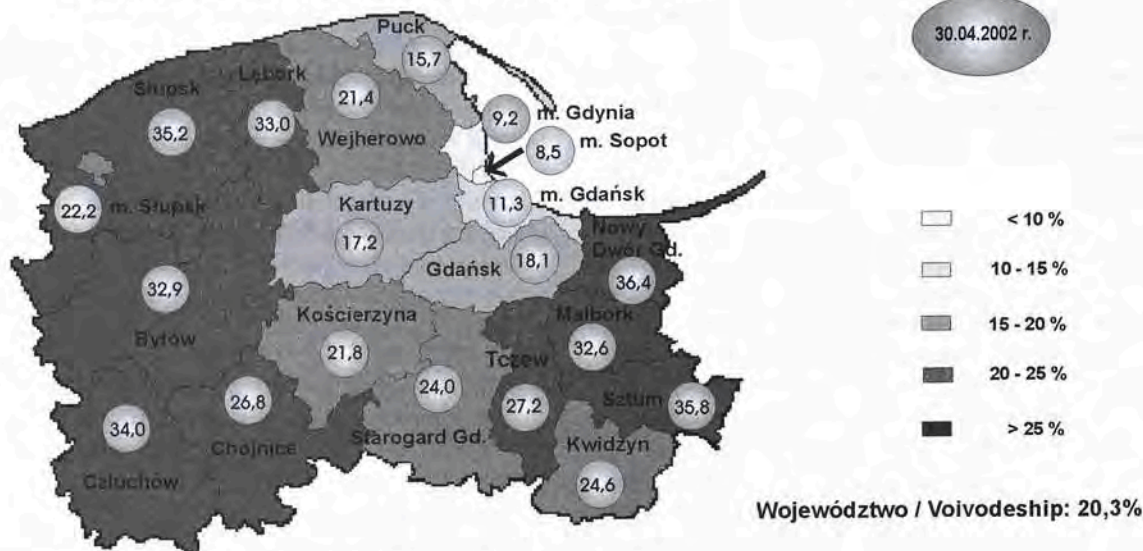 Puck
15,7
30.04.2002 r.
Lębork
33,0
21,4
Wejherowo
Słupsk
35,2
9,2
m. Gdynia
8,5
m. Sopot
22,2
m. Słupsk
Kartuzy
17,2
11,3
m. Gdańsk
Gdańsk
18,1
Nowy
Dwór Gd.
36,4
32,9
Bytów
Kościerzyna
21,8
24,0
Starogard Gd.
Tczew
27,2
Malbork
32,6
Sztum
35,8
Kwidzyn
24,6
26,8
Chojnice
34,0
Człuchów
< 10 %
10 - 15 %
15 - 20 %
20 - 25 %
> 25 %
Województwo / Voivodeship: 20,3%